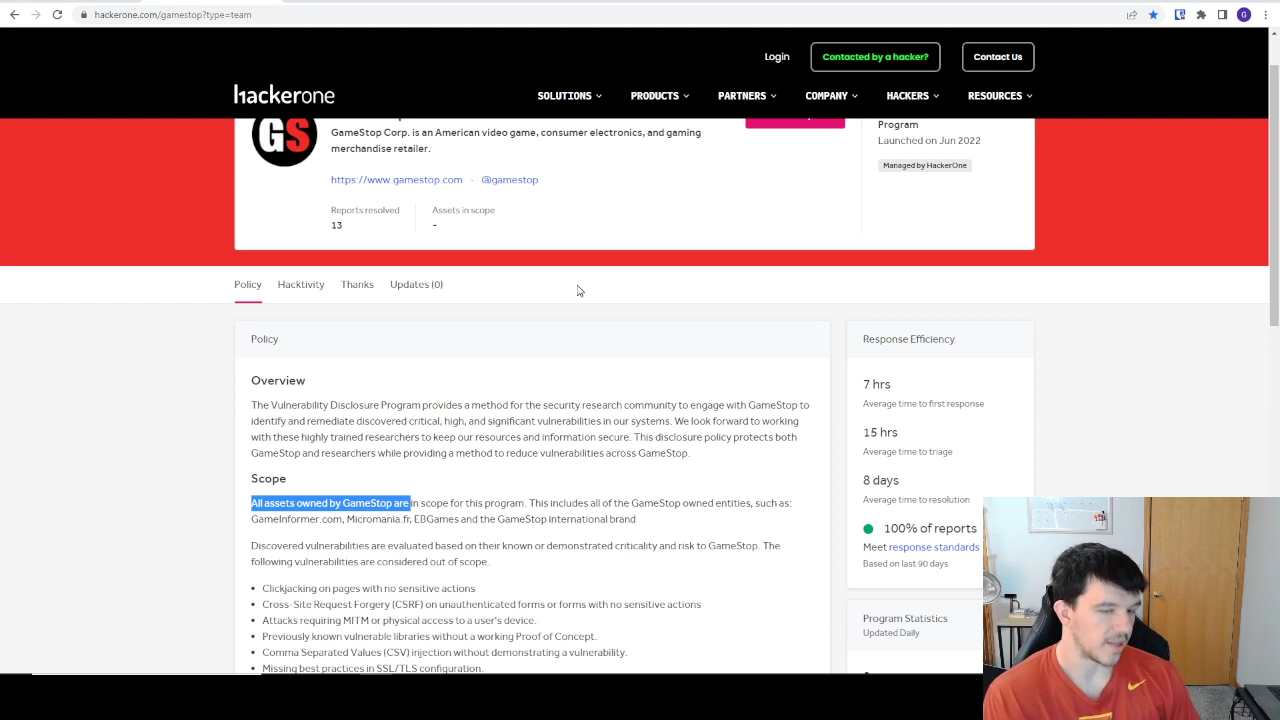 hackerone.com/gamestop?type=team
G
Login
Contacted by a hacker?
Contact Us
hackerone
SOLUTIONS
PRODUCTS
PARTNERS
COMPANY
HACKERS
RESOURCES
GS
GameStop Corp. is an American video game, consumer electronics, and gaming
merchandise retailer.
https://www.gamestop.com · @gamestop
Reports resolved
13
Assets in scope
-
Program
Launched on Jun 2022
Managed by HackerOne
Policy
Hacktivity
Thanks
Updates (0)
Policy
Overview
The Vulnerability Disclosure Program provides a method for the security research community to engage with GameStop to
identify and remediate discovered critical, high, and significant vulnerabilities in our systems. We look forward to working
with these highly trained researchers to keep our resources and information secure. This disclosure policy protects both
GameStop and researchers while providing a method to reduce vulnerabilities across GameStop.
Scope
All assets owned by GameStop are in scope for this program. This includes all of the GameStop owned entities, such as:
GameInformer.com, Micromania.fr, EBGames and the GameStop international brand
Discovered vulnerabilities are evaluated based on their known or demonstrated criticality and risk to GameStop. The
following vulnerabilities are considered out of scope.
• Clickjacking on pages with no sensitive actions
• Cross-Site Request Forgery (CSRF) on unauthenticated forms or forms with no sensitive actions
• Attacks requiring MITM or physical access to a user's device.
• Previously known vulnerable libraries without a working Proof of Concept.
• Comma Separated Values (CSV) injection without demonstrating a vulnerability.
• Missing best practices in SSL/TLS configuration.
Response Efficiency
7 hrs
Average time to first response
15 hrs
Average time to triage
8 days
Average time to resolution
100% of reports
Meet response standards
Based on last 90 days
Program Statistics
Updated Daily